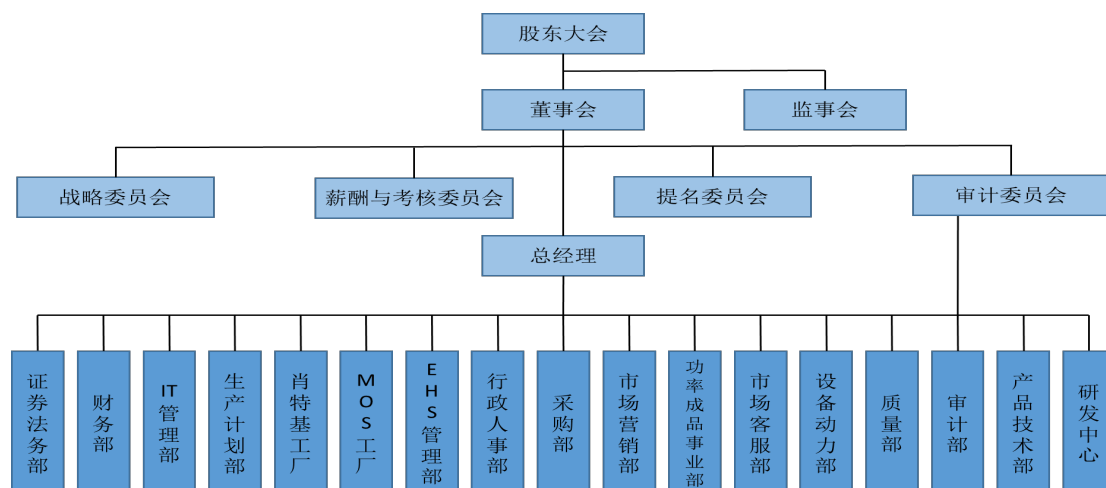 股东大会
董事会
监事会
战略委员会
薪酬与考核委员会
提名委员会
审计委员会
总经理
证券法务部
财务部
IT管理部
生产计划部
肖特基工厂
MOS工厂
EHS管理部
行政人事部
采购部
市场营销部
功率成品事业部
市场客服部
设备动力部
质量部
审计部
产品技术部
研发中心